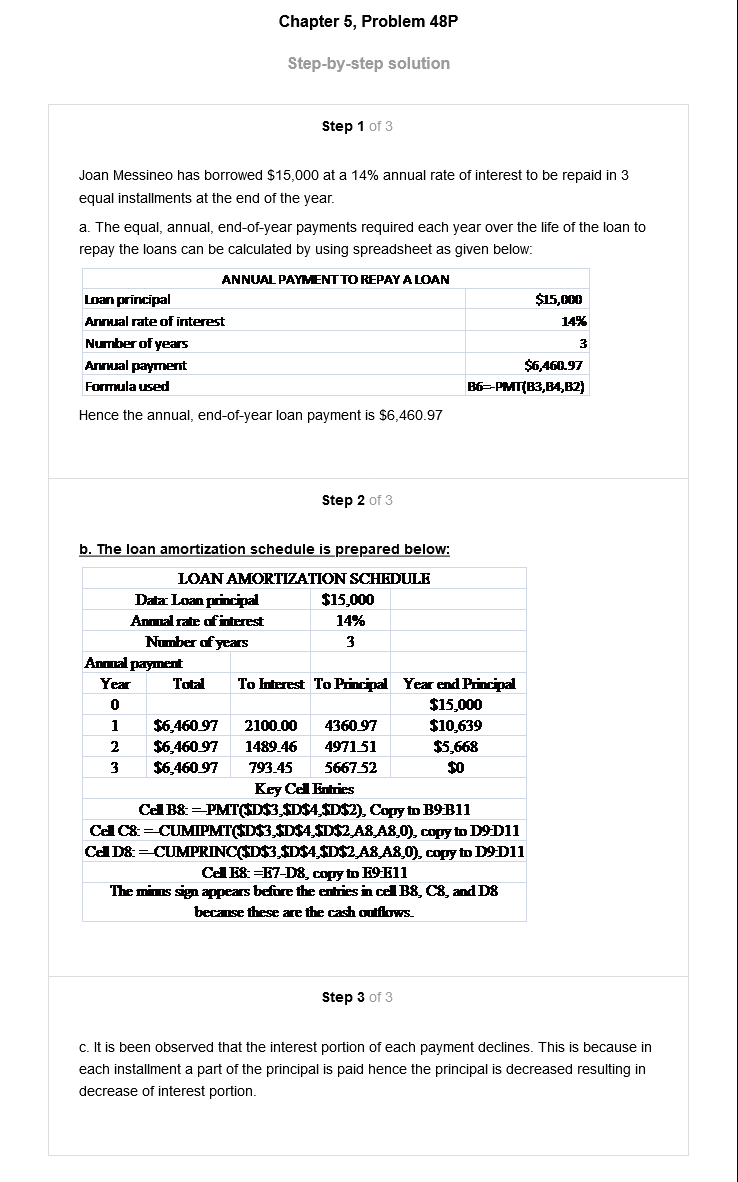 Chapter 5, Problem 48P
Step-by-step solution
Step 1 of 3
Joan Messineo has borrowed $15,000 at a 14% annual rate of interest to be repaid in 3
equal installments at the end of the year.
a. The equal, annual, end-of-year payments required each year over the life of the loan to
repay the loans can be calculated by using spreadsheet as given below:
ANNUAL PAYMENT TO REPAY A LOAN
Loan principal $15,000
Annual rate of interest 14%
Number of years 3
Annual payment $6,460.97
Formula used B6=-PMT(B3,B4,B2)
Hence the annual, end-of-year loan payment is $6,460.97
Step 2 of 3
b. The loan amortization schedule is prepared below:
LOAN AMORTIZATION SCHEDULE
Data: Loan principal $15,000
Annual rate of interest 14%
Number of years 3
Annual payment
Year Total To Interest To Principal Year end Principal
0 $15,000
1 $6,460.97 2100.00 4360.97 $10,639
2 $6,460.97 1489.46 4971.51 $5,668
3 $6,460.97 793.45 5667.52 $0
Key Cell Entries
Cell B8: =-PMT($D$3,$D$4,$D$2), Copy to B9:B11
Cell C8: =-CUMIPMT($D$3,$D$4,$D$2,A8,A8,0), copy to D9:D11
Cell D8: =-CUMPRINC($D$3,$D$4,$D$2,A8,A8,0), copy to D9:D11
Cell E8: =E7-D8, copy to E9:E11
The minus sign appears before the entries in cell B8, C8, and D8
because these are the cash outflows.
Step 3 of 3
c. It is been observed that the interest portion of each payment declines. This is because in
each installment a part of the principal is paid hence the principal is decreased resulting in
decrease of interest portion.